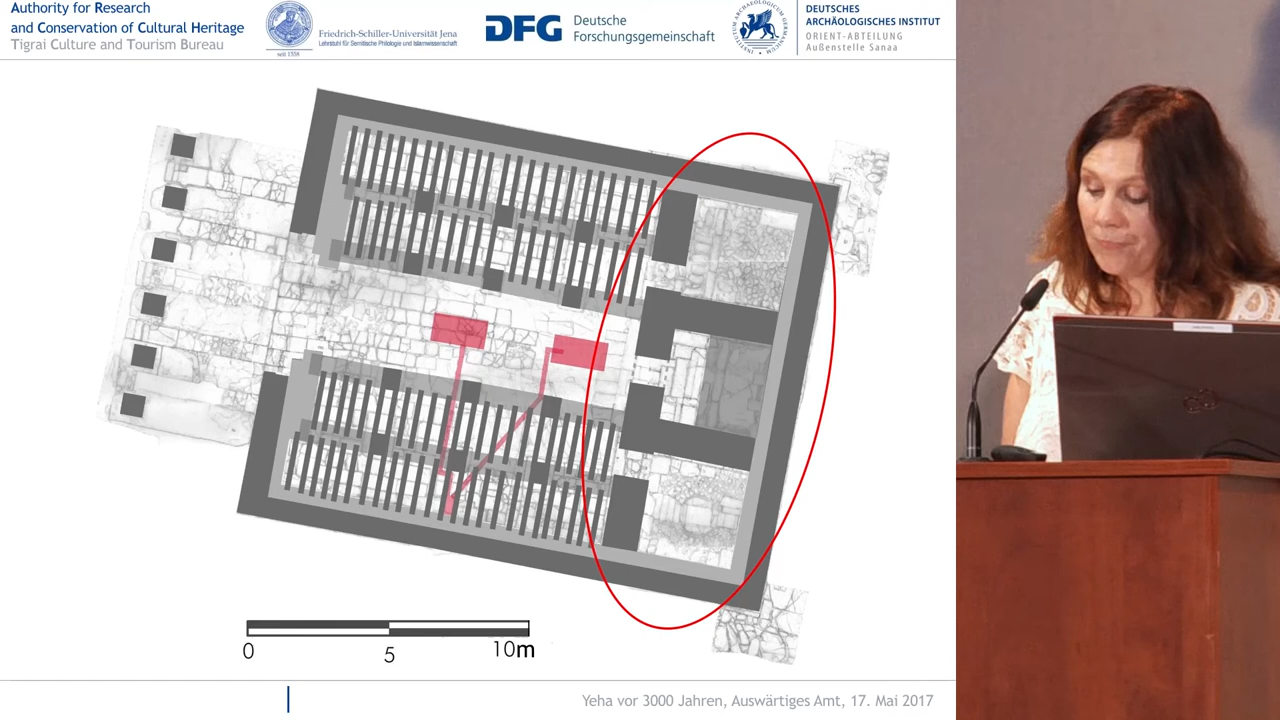 Authority for Research
and Conservation of Cultural Heritage
Tigrai Culture and Tourism Bureau
seit 1558
Friedrich-Schiller-Universität Jena
Lehrstuhl für Semitische Philologie und Islamwissenschaft
DFG
Deutsche
Forschungsgemeinschaft
DEUTSCHES
ARCHÄOLOGISCHES INSTITUT
ORIENT-ABTEILUNG
Außenstelle Sanaa
0
5
10m
Yeha vor 3000 Jahren, Auswärtiges Amt, 17. Mai 2017